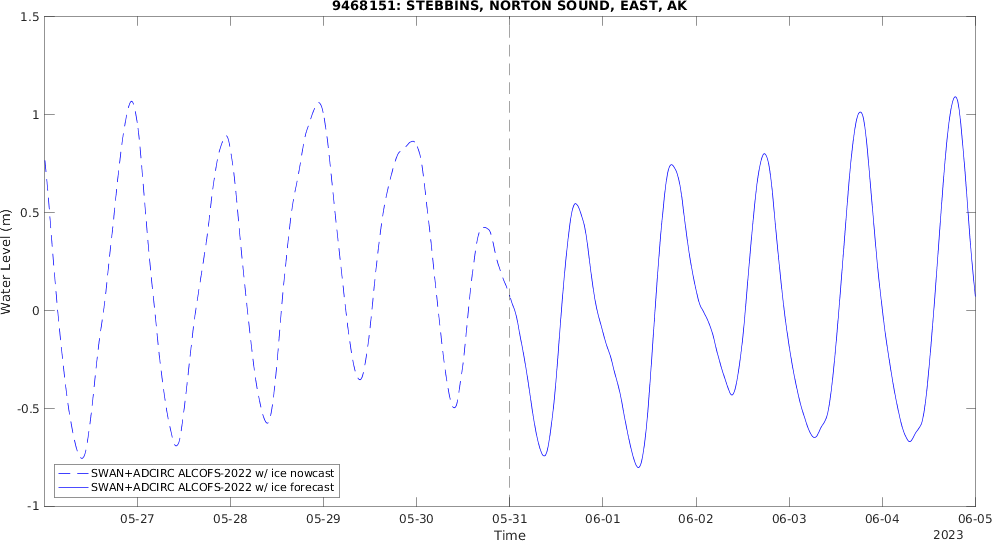 9468151: STEBBINS, NORTON SOUND, EAST, AK
1.5
1
0.5
0
-0.5
-1
Water Level (m)
SWAN+ADCIRC ALCOFS-2022 w/ ice nowcast
SWAN+ADCIRC ALCOFS-2022 w/ ice forecast
05-27 05-28 05-29 05-30 05-31 06-01 06-02 06-03 06-04 06-05
Time
2023